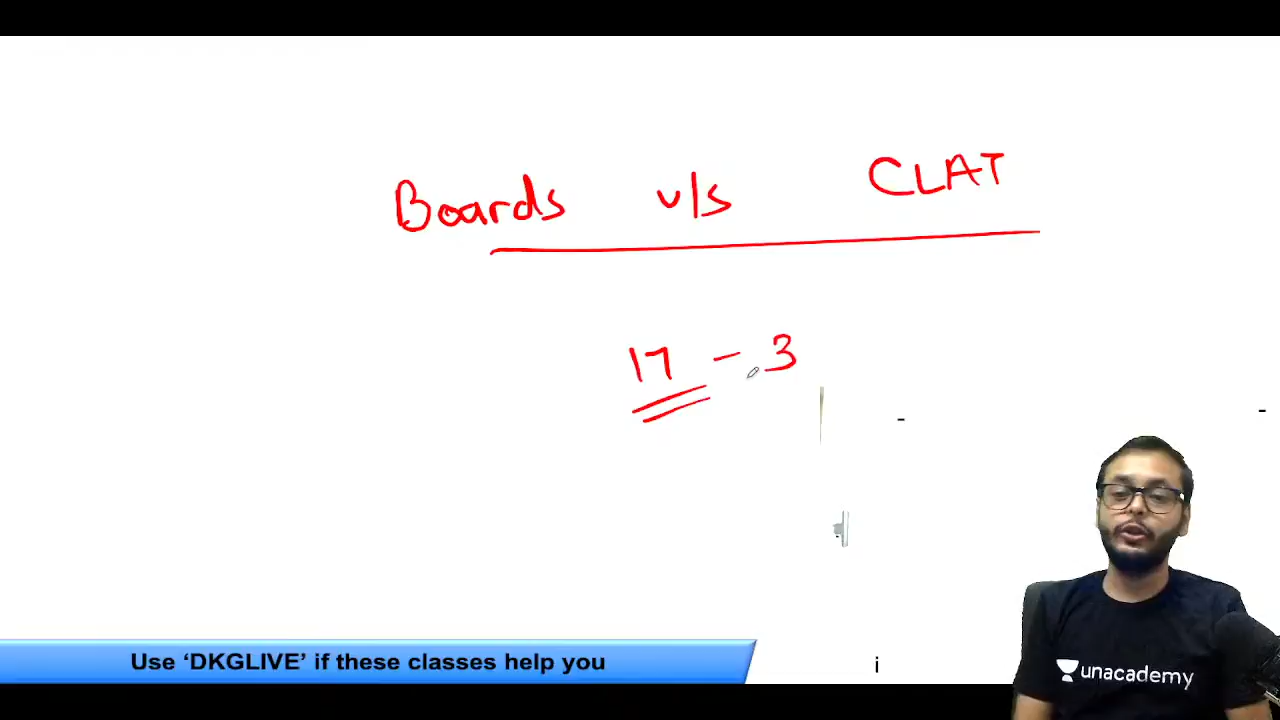 Boards v/s CLAT
17 - 3
unacademy
Use ‘DKGLIVE’ if these classes help you
i